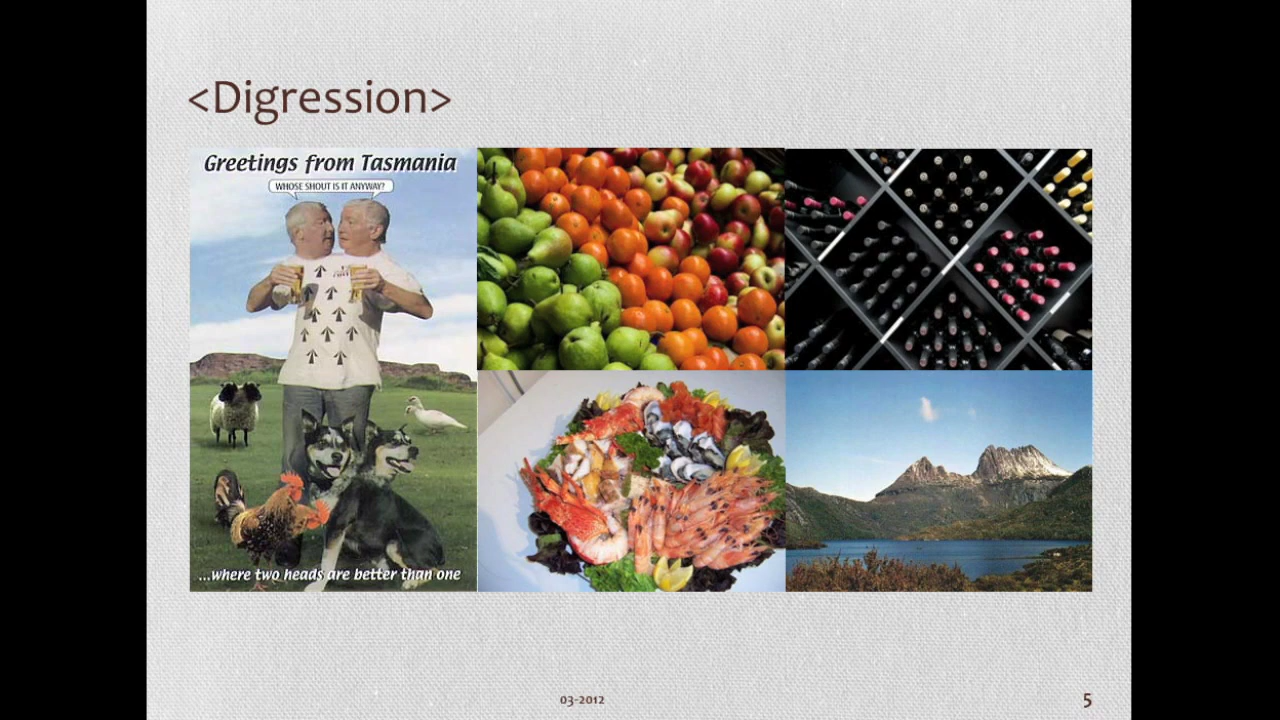 <Digression>
Greetings from Tasmania
WHOSE SHOUT IS IT ANYWAY?
...where two heads are better than one
03-2012
5